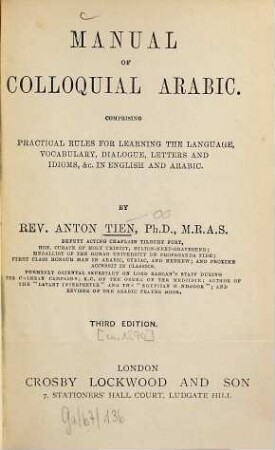 MANUAL
OF
COLLOQUIAL ARABIC.
COMPRISING
PRACTICAL RULES FOR LEARNING THE LANGUAGE,
VOCABULARY, DIALOGUE, LETTERS AND
IDIOMS, &c. IN ENGLISH AND ARABIC.
BY
REV. ANTON TIEN, Ph.D., M.R.A.S.
DEPUTY ACTING CHAPLAIN TILBURY FORT,
HON. CURATE OF HOLY TRINITY, MILTON-NEXT-GRAVESEND;
MEDALLIST OF THE ROMAN UNIVERSITY DE PROPAGANDA FIDE;
FIRST CLASS HONOUR MAN IN ARABIC, SYRIAC, AND HEBREW; AND PROXIME
ACCESSIT IN CLASSICS.
FORMERLY ORIENTAL SECRETARY ON LORD RAGLAN'S STAFF DURING
THE CRIMEAN CAMPAIGN; K.C. OF THE ORDER OF THE MEDJIDIE; AUTHOR OF
THE "LEVANT INTERPRETER" AND THE "EGYPTIAN HANDBOOK"; AND
REVISER OF THE ARABIC PRAYER BOOK.
THIRD EDITION.
LONDON
CROSBY LOCKWOOD AND SON
7, STATIONERS' HALL COURT, LUDGATE HILL
Ga/67/136